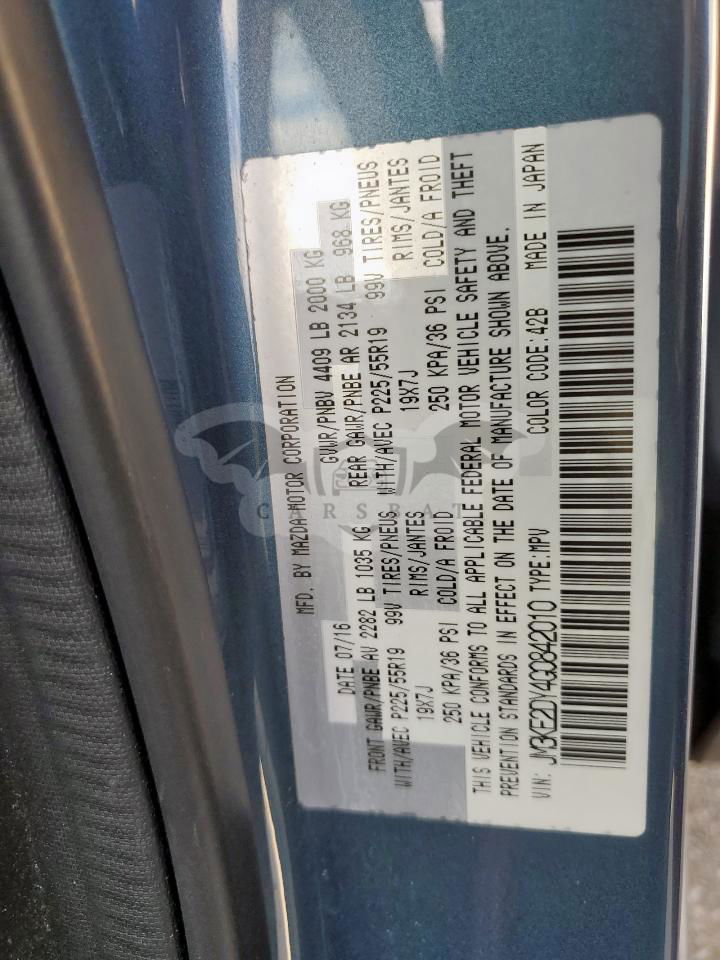 MFD. BY MAZDA MOTOR CORPORATION
DATE 07/16 GVWR/PNBV 4409 LB 2000 KG
FRONT GAWR/PNBE AV 2282 LB 1035 KG REAR GAWR/PNBE AR 2134 LB 968 KG
WITH/AVEC P225/55R19 99V TIRES/PNEUS WITH/AVEC P225/55R19 99V TIRES/PNEUS
19X7J RIMS/JANTES 19X7J RIMS/JANTES
250 KPA/36 PSI COLD/A FROID 250 KPA/36 PSI COLD/A FROID
THIS VEHICLE CONFORMS TO ALL APPLICABLE FEDERAL MOTOR VEHICLE SAFETY AND THEFT
PREVENTION STANDARDS IN EFFECT ON THE DATE OF MANUFACTURE SHOWN ABOVE.
VIN: JM3KE2DY4G0842010 TYPE:MPV COLOR CODE:42B MADE IN JAPAN
CARSBAT